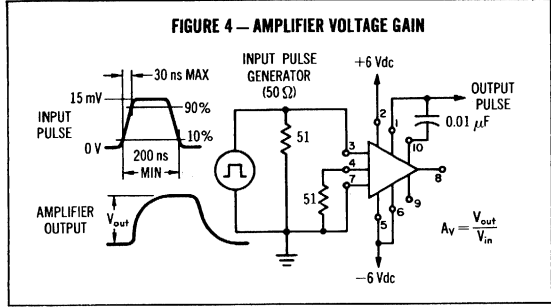 FIGURE 4 — AMPLIFIER VOLTAGE GAIN
30 ns MAX
15 mV
90%
INPUT
PULSE
10%
0 V
200 ns
MIN
AMPLIFIER
OUTPUT
Vout
INPUT PULSE
GENERATOR
(50 Ω)
51
51
+6 Vdc
OUTPUT
PULSE
0.01 μF
2
1
10
3
4
7
8
5
6
9
−6 Vdc
AV = Vout
Vin